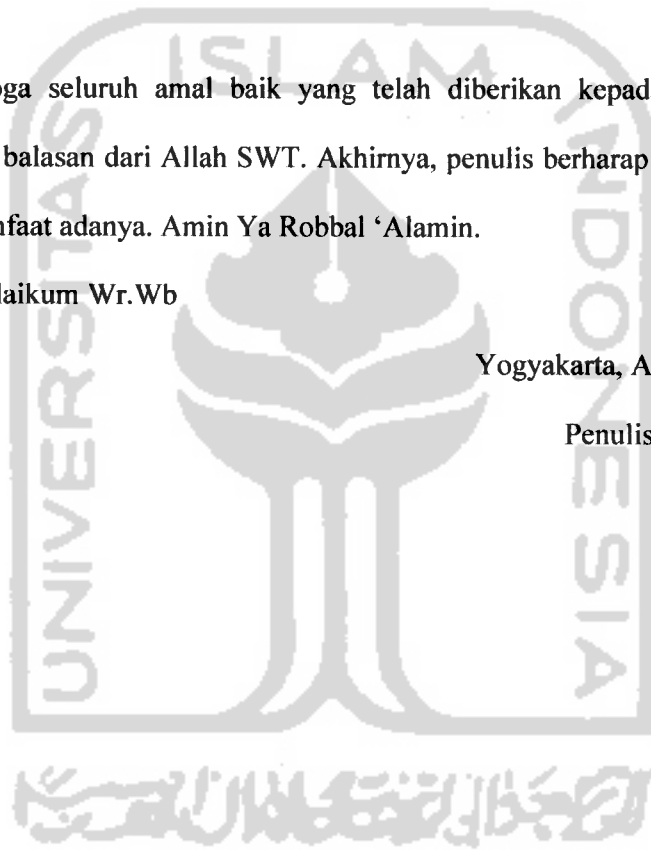 ISLAM
UNIVERSITAS
INDONESIA
oga seluruh amal baik yang telah diberikan kepad
balasan dari Allah SWT. Akhirnya, penulis berharap
nfaat adanya. Amin Ya Robbal ‘Alamin.
laikum Wr.Wb
Yogyakarta, A
Penulis